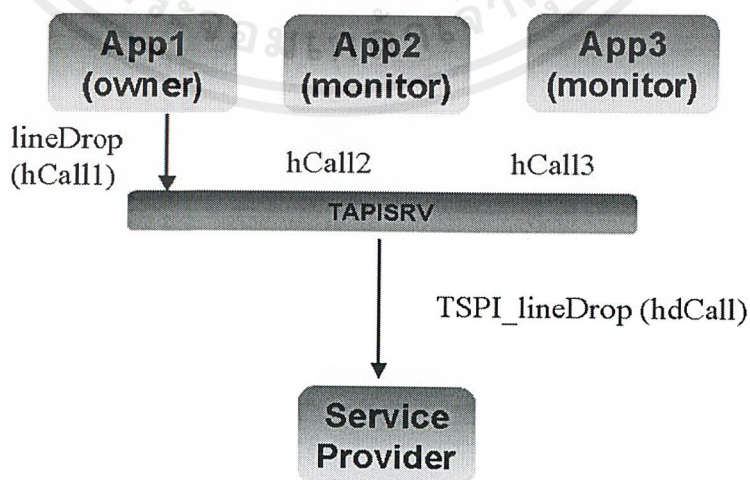 App1
(owner)
App2
(monitor)
App3
(monitor)
lineDrop
(hCall1)
hCall2
hCall3
TAPISRV
TSPI_lineDrop (hdCall)
Service
Provider